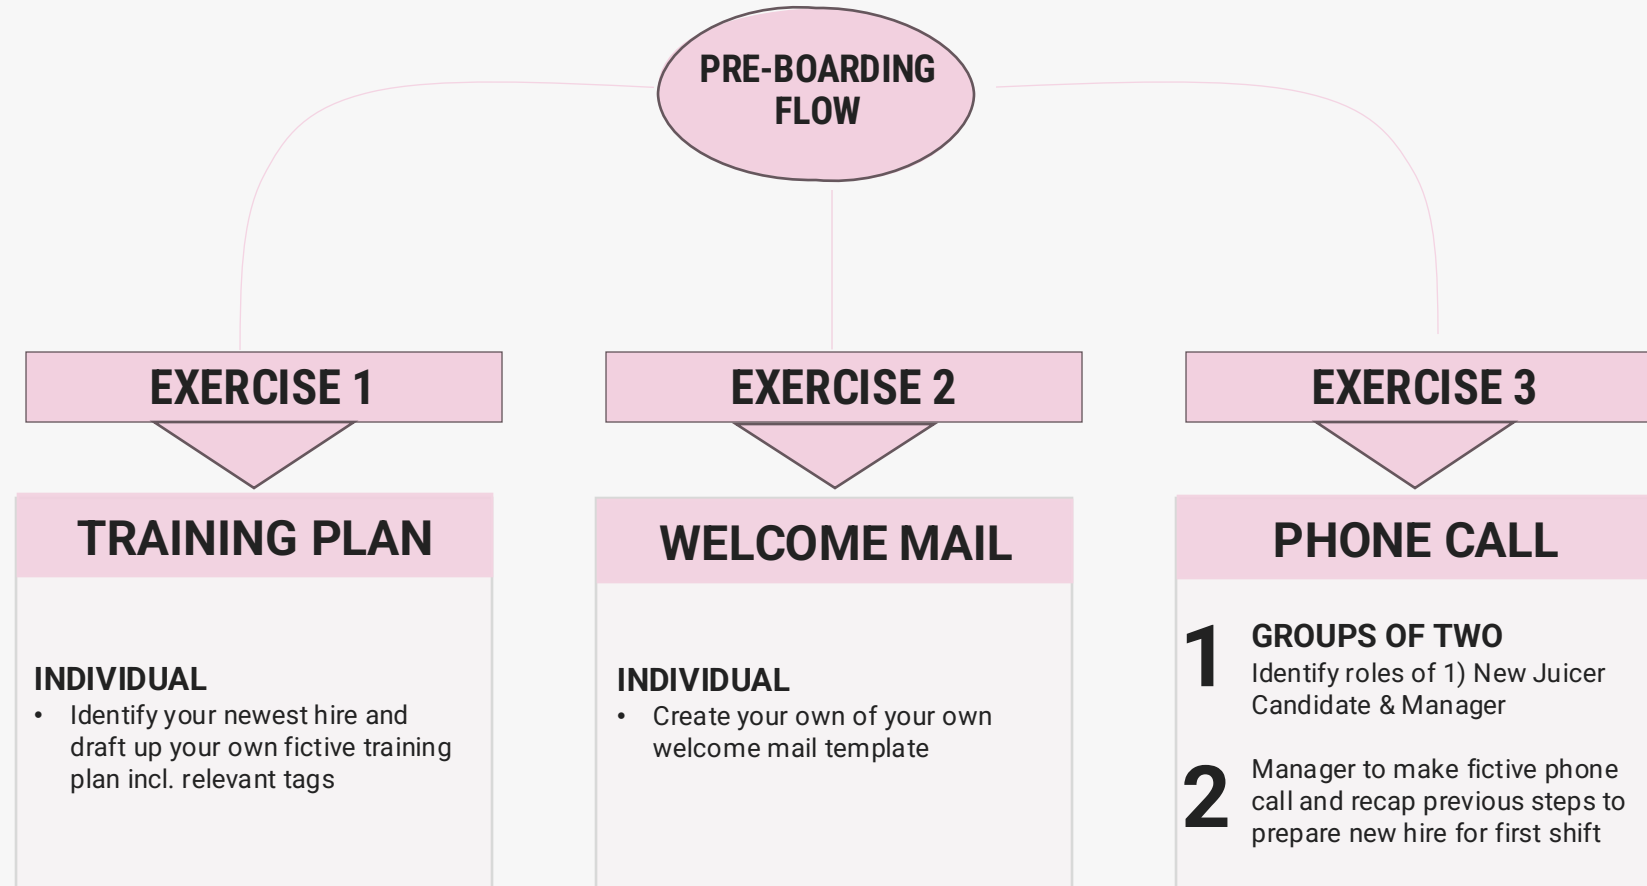 PRE-BOARDING
FLOW
EXERCISE 1
TRAINING PLAN
INDIVIDUAL
• Identify your newest hire and
draft up your own fictive training
plan incl. relevant tags
EXERCISE 2
WELCOME MAIL
INDIVIDUAL
• Create your own of your own
welcome mail template
EXERCISE 3
PHONE CALL
1 GROUPS OF TWO
Identify roles of 1) New Juicer
Candidate & Manager
2 Manager to make fictive phone
call and recap previous steps to
prepare new hire for first shift